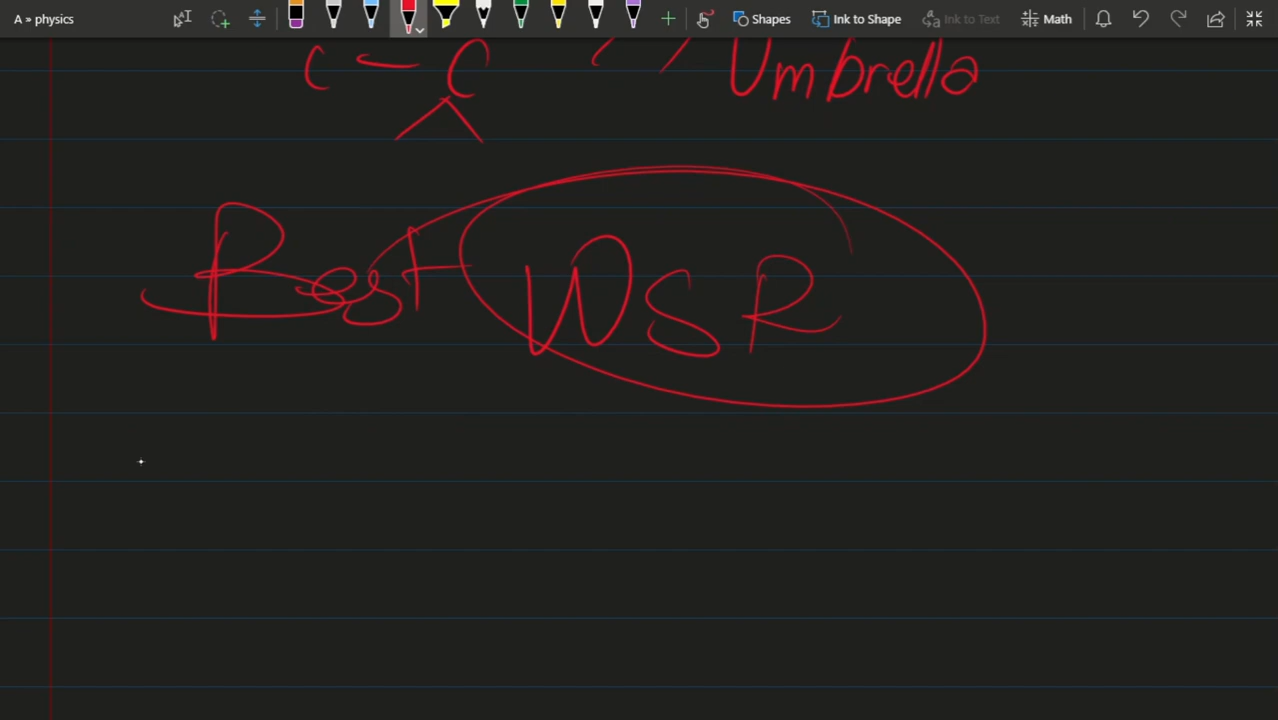 A » physics Shapes Ink to Shape Ink to Text Math
C — C Umbrella
Best WSR